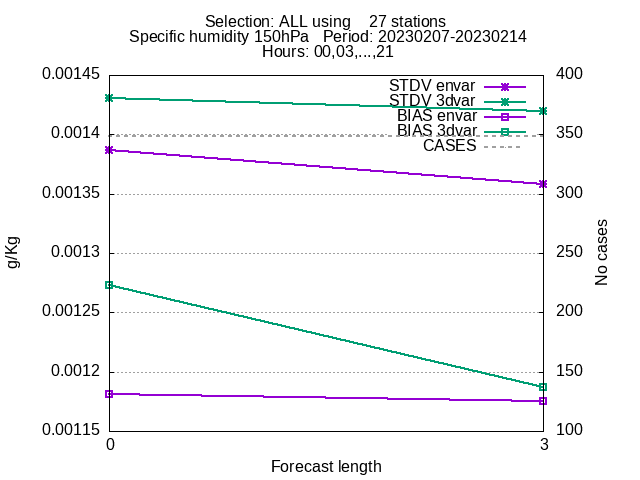 Selection: ALL using    27 stations
Specific humidity 150hPa   Period: 20230207-20230214
Hours: 00,03,...,21
0.00145
0.0014
0.00135
0.0013
0.00125
0.0012
0.00115
400
350
300
250
200
150
100
STDV envar
STDV 3dvar
BIAS envar
BIAS 3dvar
CASES
g/Kg
No cases
0
3
Forecast length